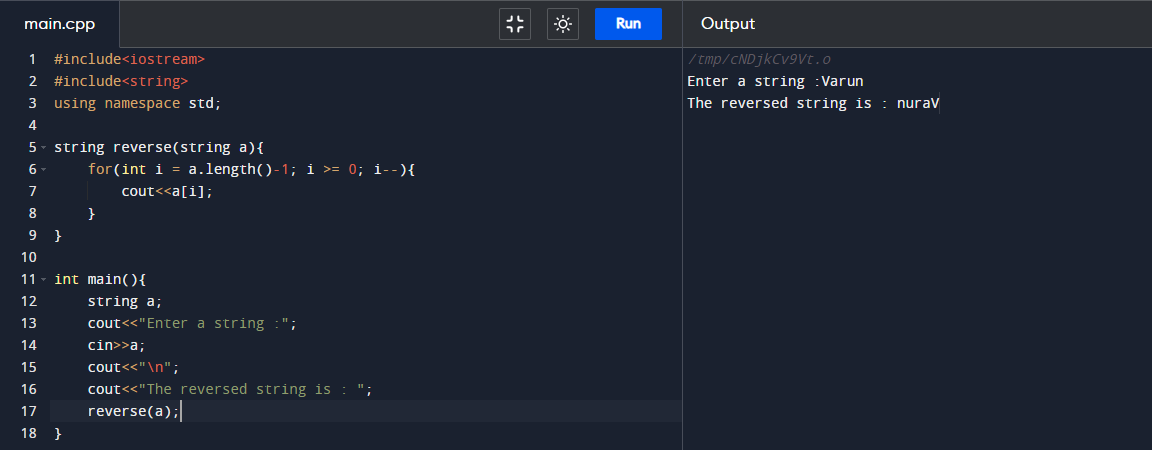 main.cpp
Run
Output
1 #include<iostream>
2 #include<string>
3 using namespace std;
4
5 string reverse(string a){
6     for(int i = a.length()-1; i >= 0; i--){
7         cout<<a[i];
8     }
9 }
10
11 int main(){
12     string a;
13     cout<<"Enter a string :";
14     cin>>a;
15     cout<<"\n";
16     cout<<"The reversed string is : ";
17     reverse(a);
18 }
/tmp/cNDjkCv9Vt.o
Enter a string :Varun
The reversed string is : nuraV